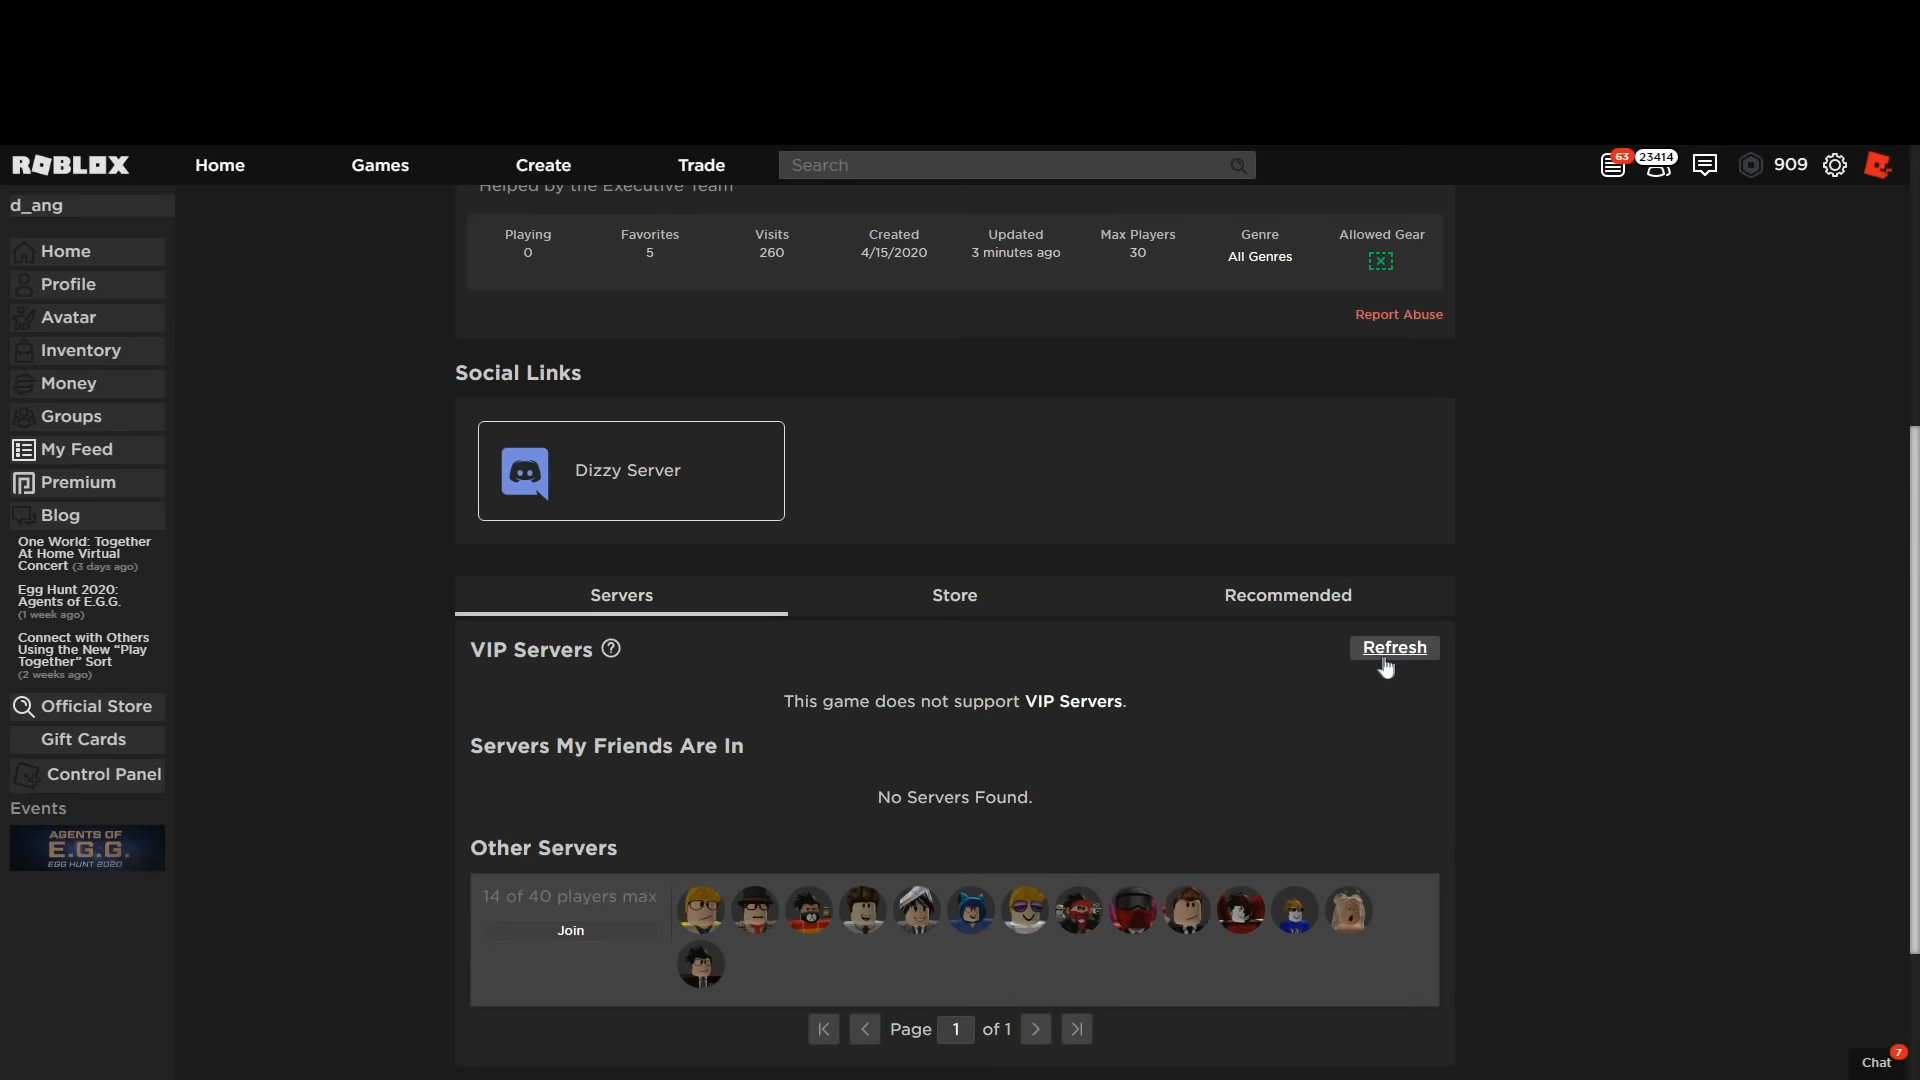 ROBLOX
Home
Games
Create
Trade
Search
63
23414
909
d_ang
Home
Profile
Avatar
Inventory
Money
Groups
My Feed
Premium
Blog
One World: Together
At Home Virtual
Concert (3 days ago)
Egg Hunt 2020:
Agents of E.G.G.
(1 week ago)
Connect with Others
Using the New “Play
Together” Sort
(2 weeks ago)
Official Store
Gift Cards
Control Panel
Events
AGENTS OF
E.G.G.
EGG HUNT 2020
Helped by the Executive Team
Playing
0
Favorites
5
Visits
260
Created
4/15/2020
Updated
3 minutes ago
Max Players
30
Genre
All Genres
Allowed Gear
Report Abuse
Social Links
Dizzy Server
Servers
Store
Recommended
VIP Servers ?
Refresh
This game does not support VIP Servers.
Servers My Friends Are In
No Servers Found.
Other Servers
14 of 40 players max
Join
Page 1 of 1
Chat
7